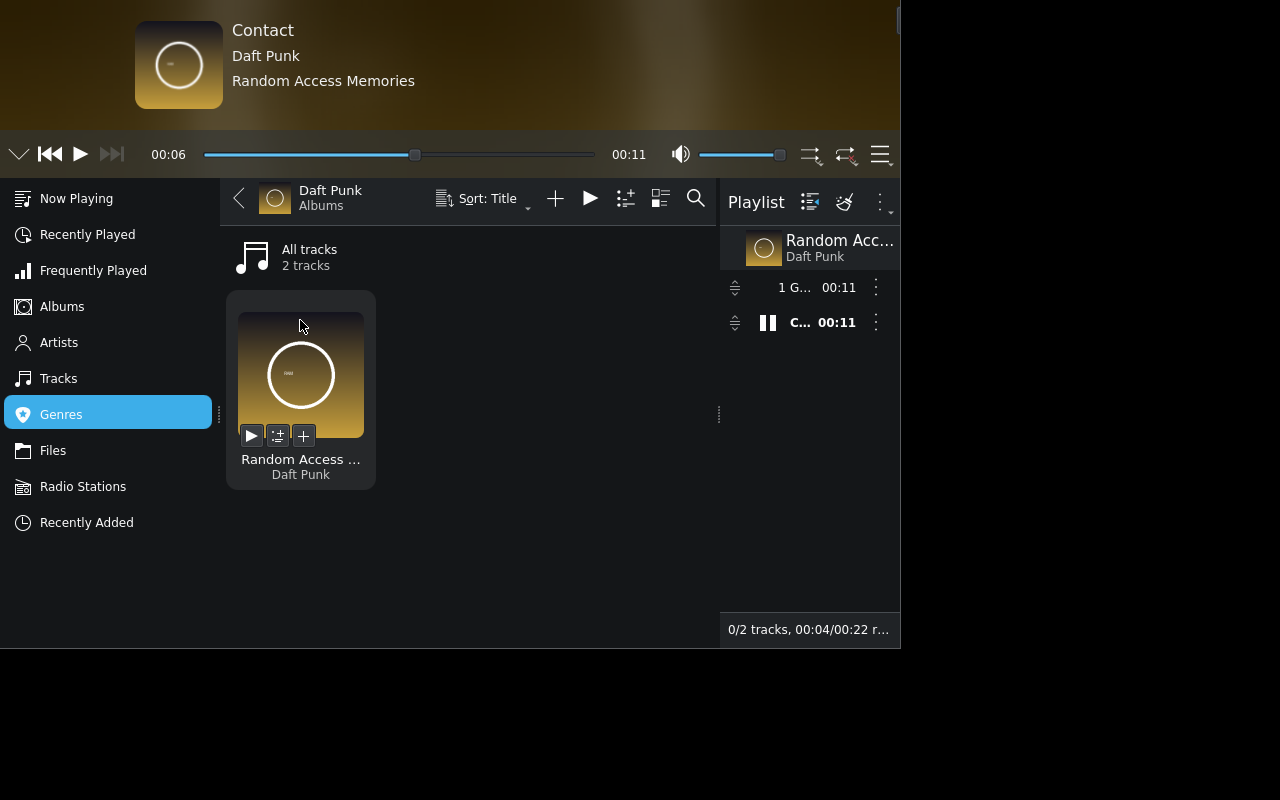 Contact
Daft Punk
Random Access Memories
00:06
00:11
Now Playing
Recently Played
Frequently Played
Albums
Artists
Tracks
Genres
Files
Radio Stations
Recently Added
Daft Punk
Albums
Sort: Title
All tracks
2 tracks
Random Access ...
Daft Punk
Playlist
Random Acc...
Daft Punk
1 G... 00:11
C... 00:11
0/2 tracks, 00:04/00:22 r...